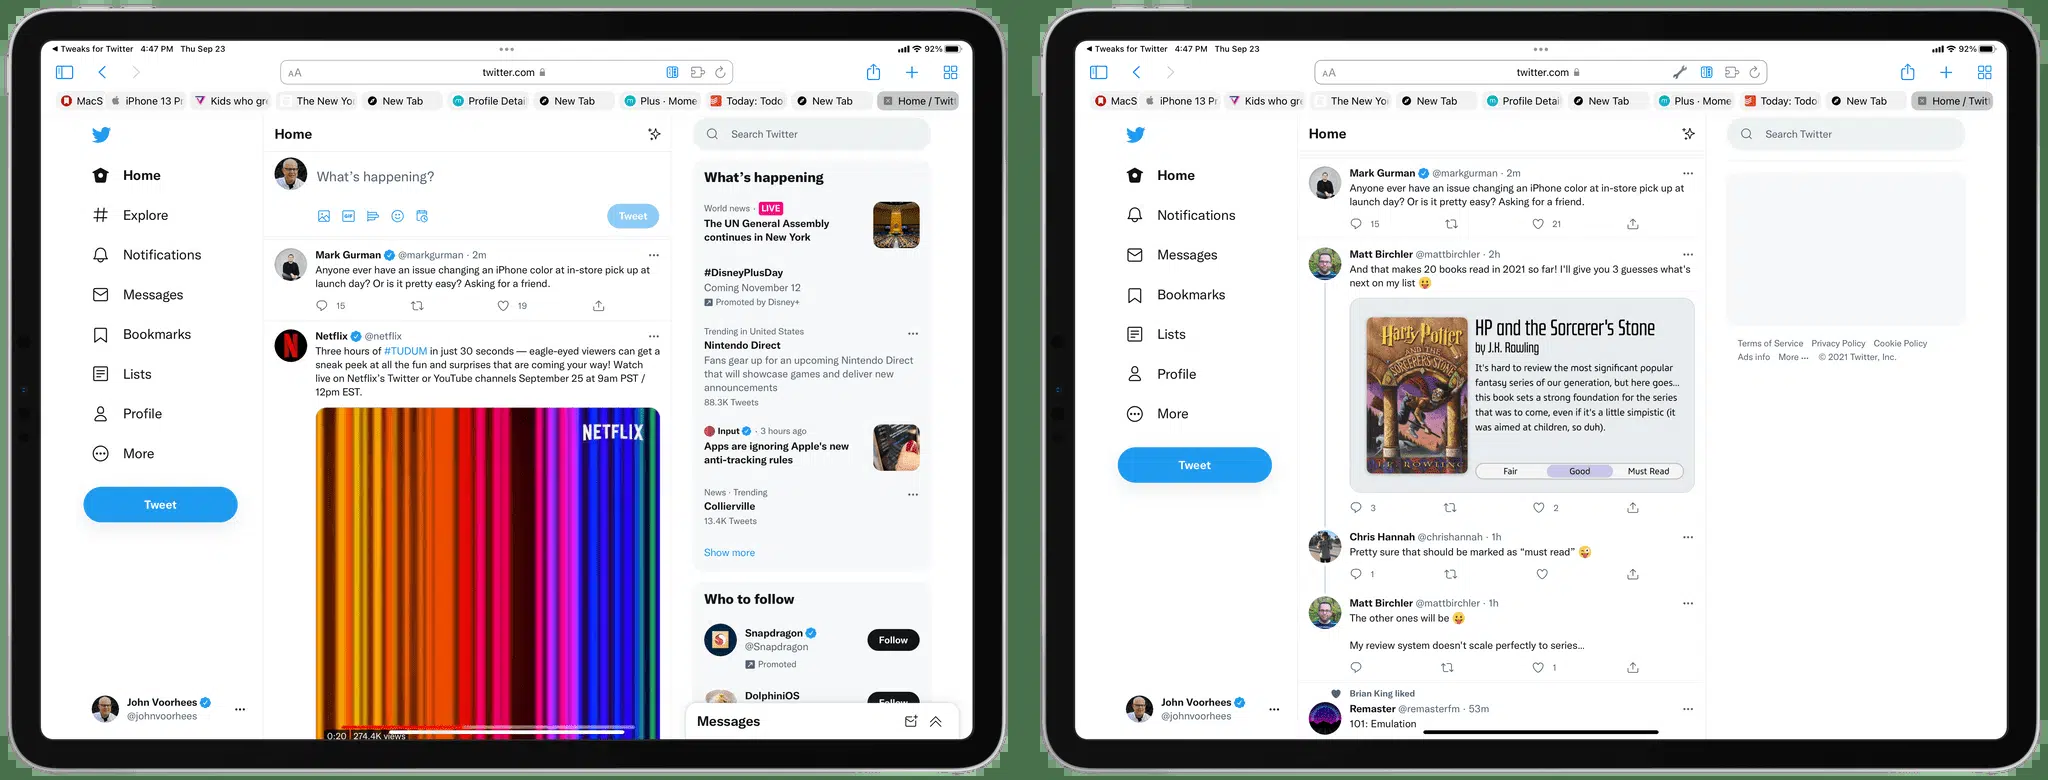 Tweaks for Twitter 4:47 PM Thu Sep 23
92%
AA twitter.com
MacS iPhone 13 P Kids who gre The New Yo New Tab Profile Detai New Tab Plus · Mome Today: Todo New Tab Home / Twit
Home
Explore
Notifications
Messages
Bookmarks
Lists
Profile
More
Tweet
John Voorhees
@johnvoorhees
Home
What's happening?
GIF
Tweet
Mark Gurman @markgurman · 2m
Anyone ever have an issue changing an iPhone color at in-store pick up at
launch day? Or is it pretty easy? Asking for a friend.
15 19
Netflix @netflix
Three hours of #TUDUM in just 30 seconds — eagle-eyed viewers can get a
sneak peek at all the fun and surprises that are coming your way! Watch
live on Netflix's Twitter or YouTube channels September 25 at 9am PST /
12pm EST.
N
NETFLIX
0:20 274.4K views
Search Twitter
What's happening
World news · LIVE
The UN General Assembly
continues in New York
#DisneyPlusDay
Coming November 12
Promoted by Disney+
Trending in United States
Nintendo Direct
Fans gear up for an upcoming Nintendo Direct
that will showcase games and deliver new
announcements
88.3K Tweets
Input · 3 hours ago
Apps are ignoring Apple's new
anti-tracking rules
News · Trending
Collierville
13.4K Tweets
Show more
Who to follow
Snapdragon
@Snapdragon
Promoted
Follow
DolphiniOS
Follow
Messages
Tweaks for Twitter 4:47 PM Thu Sep 23
92%
AA twitter.com
MacS iPhone 13 P Kids who gre The New Yo New Tab Profile Detai New Tab Plus · Mome Today: Todo New Tab Home / Twit
Home
Notifications
Messages
Bookmarks
Lists
Profile
More
Tweet
John Voorhees
@johnvoorhees
Home
Mark Gurman @markgurman · 2m
Anyone ever have an issue changing an iPhone color at in-store pick up at
launch day? Or is it pretty easy? Asking for a friend.
15 21
Matt Birchler @mattbirchler · 2h
And that makes 20 books read in 2021 so far! I'll give you 3 guesses what's
next on my list
Harry Potter
AND THE
SORCERER'S STONE
J.K. ROWLING
HP and the Sorcerer's Stone
by J.K. Rowling
It's hard to review the most significant popular
fantasy series of our generation, but here goes...
this book sets a strong foundation for the series
that was to come, even if it's a little simpistic (it
was aimed at children, so duh).
Fair Good Must Read
3 2
Chris Hannah @chrishannah · 1h
Pretty sure that should be marked as “must read”
1
Matt Birchler @mattbirchler · 1h
The other ones will be
My review system doesn't scale perfectly to series...
1
Brian King liked
Remaster @remasterfm · 53m
101: Emulation
Search Twitter
Terms of Service Privacy Policy Cookie Policy
Ads info More ··· © 2021 Twitter, Inc.